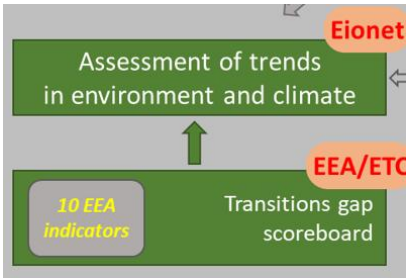 Eionet
Assessment of trends
in environment and climate
EEA/ETC
10 EEA
indicators
Transitions gap
scoreboard